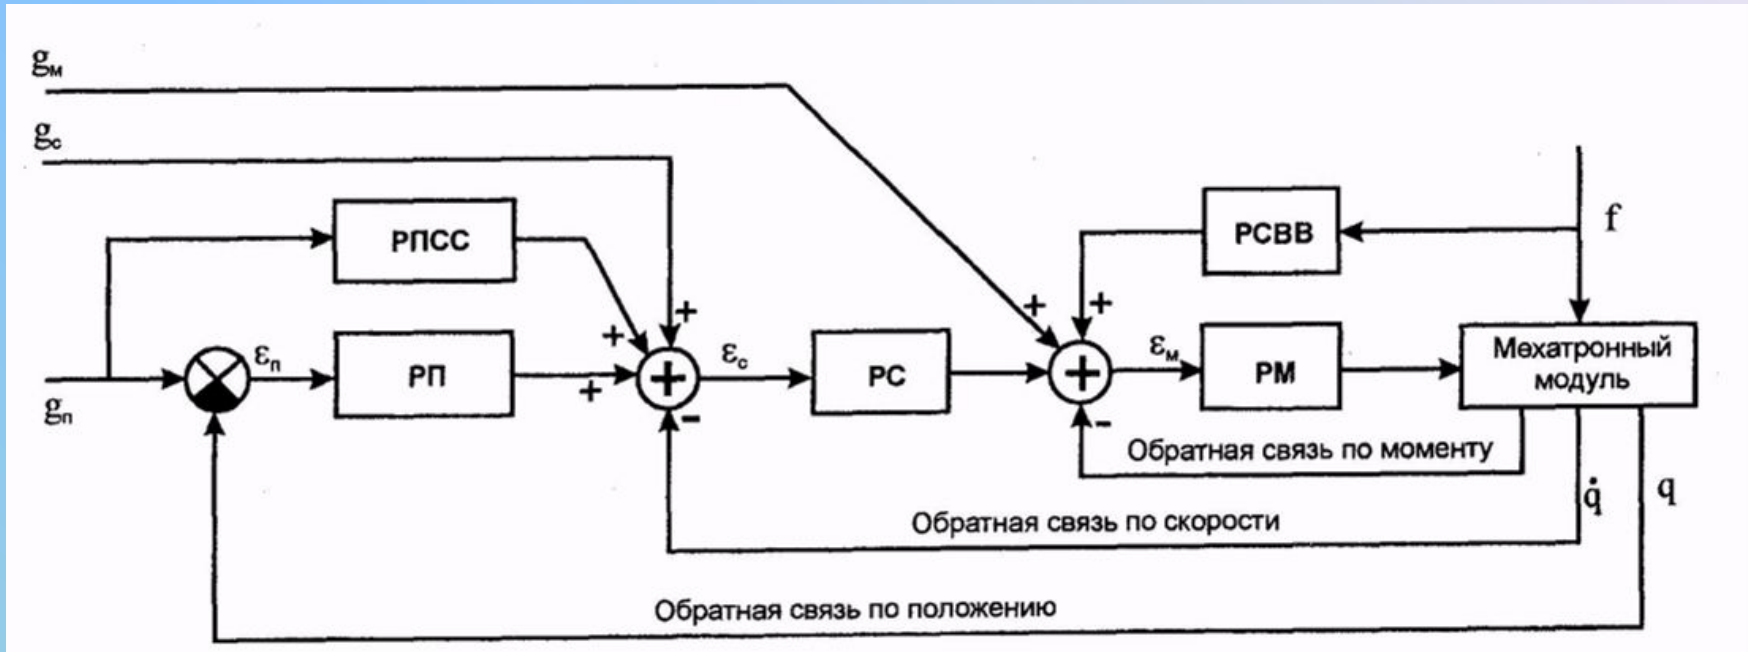 gм
gс
РПСС
РСВВ
f
+
+
+
+
εп
РП
+
+
εс
РС
+
εм
РМ
Мехатронный
модуль
gп
-
-
Обратная связь по моменту
q̇
q
Обратная связь по скорости
Обратная связь по положению